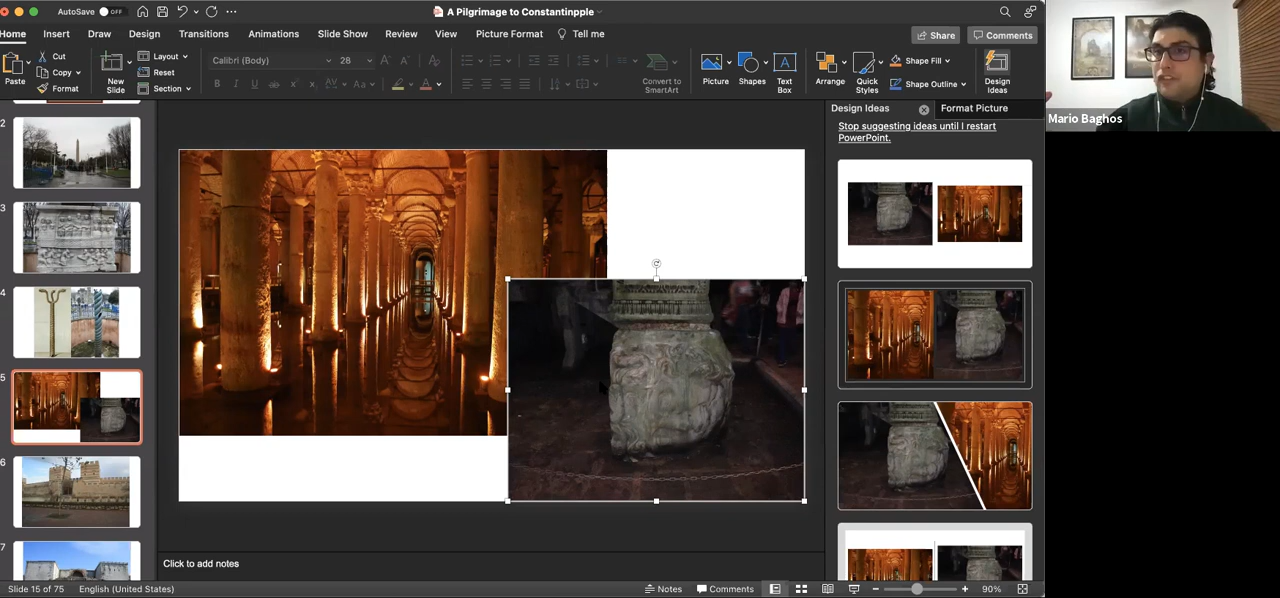 AutoSave OFF
A Pilgrimage to Constantinpple
Home Insert Draw Design Transitions Animations Slide Show Review View Picture Format Tell me
Share Comments
Paste
Cut
Copy
Format
New
Slide
Layout
Reset
Section
Calibri (Body) 28
Convert to
SmartArt
Picture
Shapes
Text
Box
Arrange
Quick
Styles
Shape Fill
Shape Outline
Design
Ideas
Design Ideas
Format Picture
Stop suggesting ideas until I restart
PowerPoint.
Mario Baghos
2
3
4
5
6
7
Click to add notes
Slide 15 of 75 English (United States) Notes Comments 90%